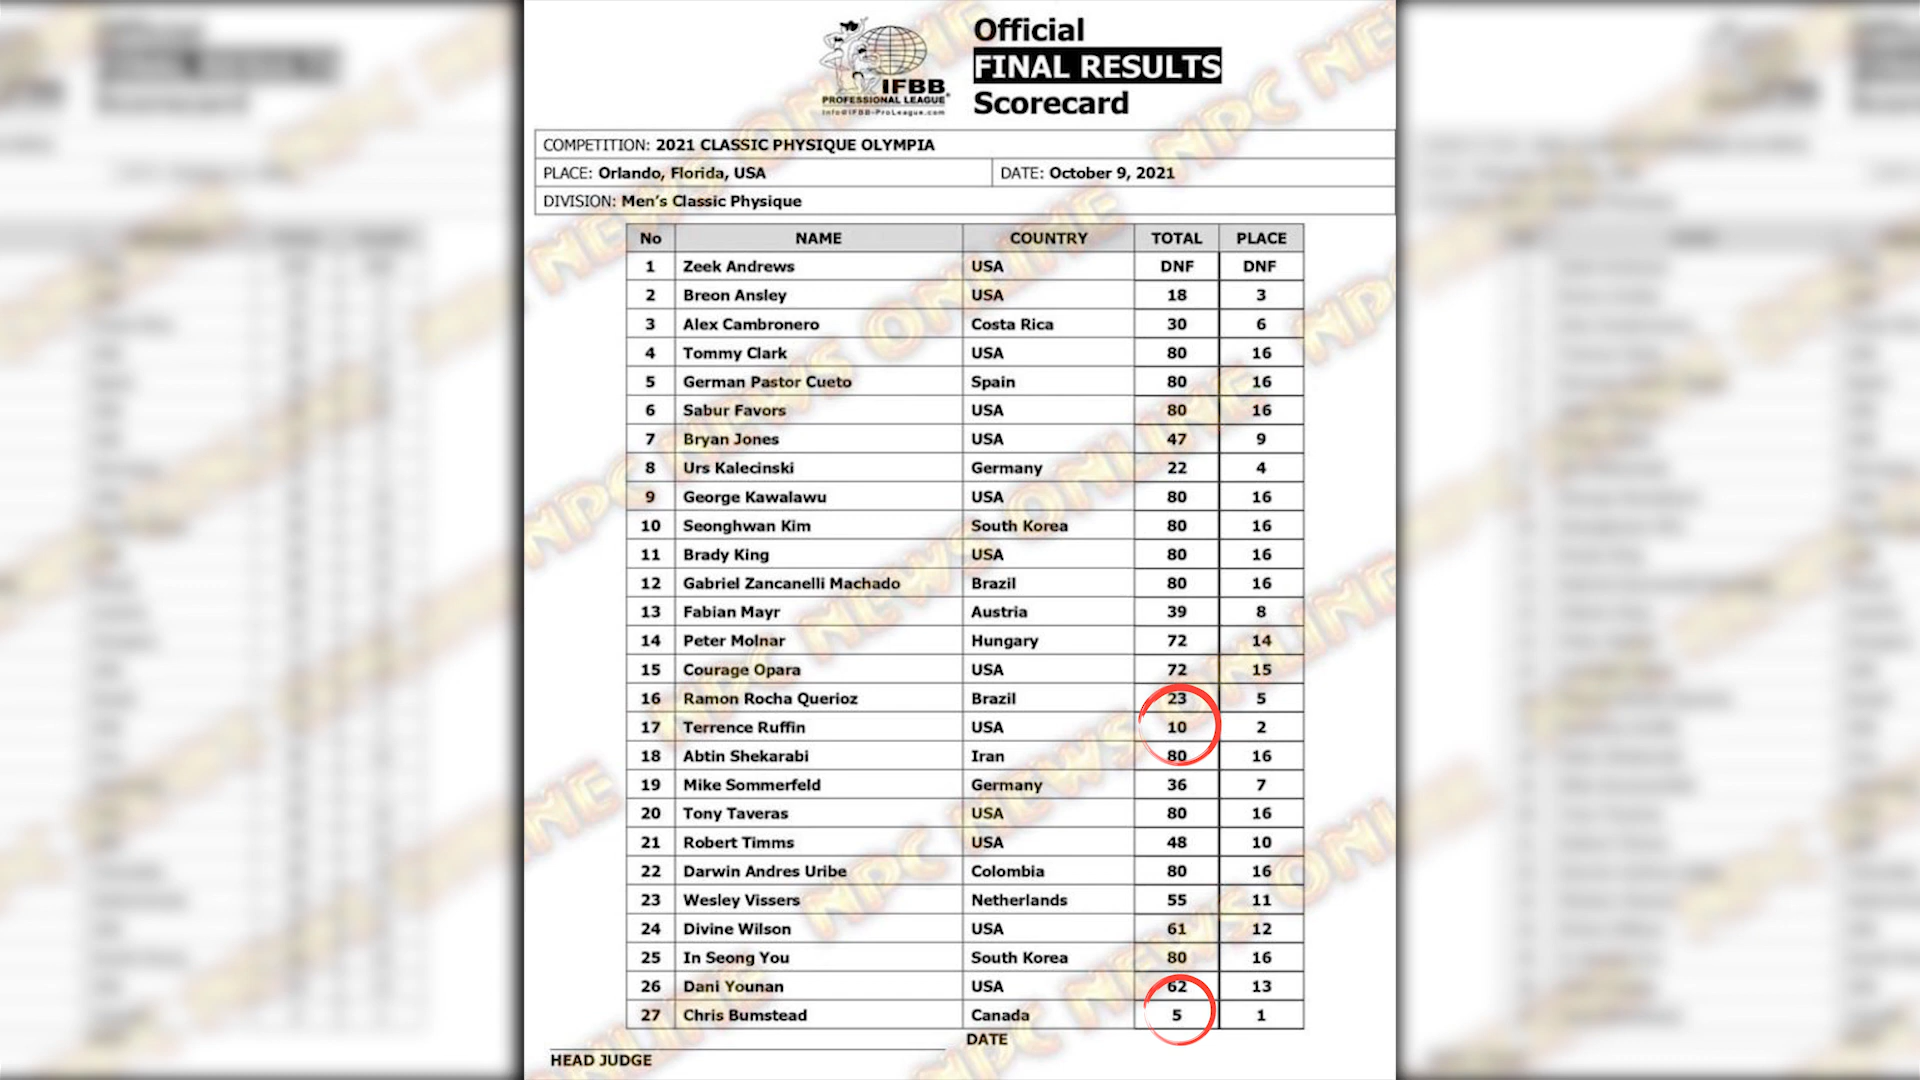 Official
FINAL RESULTS
Scorecard
IFBB
PROFESSIONAL LEAGUE
Info@IFBB-ProLeague.com
COMPETITION: 2021 CLASSIC PHYSIQUE OLYMPIA
PLACE: Orlando, Florida, USA DATE: October 9, 2021
DIVISION: Men's Classic Physique
No NAME COUNTRY TOTAL PLACE
1 Zeek Andrews USA DNF DNF
2 Breon Ansley USA 18 3
3 Alex Cambronero Costa Rica 30 6
4 Tommy Clark USA 80 16
5 German Pastor Cueto Spain 80 16
6 Sabur Favors USA 80 16
7 Bryan Jones USA 47 9
8 Urs Kalecinski Germany 22 4
9 George Kawalawu USA 80 16
10 Seonghwan Kim South Korea 80 16
11 Brady King USA 80 16
12 Gabriel Zancanelli Machado Brazil 80 16
13 Fabian Mayr Austria 39 8
14 Peter Molnar Hungary 72 14
15 Courage Opara USA 72 15
16 Ramon Rocha Querioz Brazil 23 5
17 Terrence Ruffin USA 10 2
18 Abtin Shekarabi Iran 80 16
19 Mike Sommerfeld Germany 36 7
20 Tony Taveras USA 80 16
21 Robert Timms USA 48 10
22 Darwin Andres Uribe Colombia 80 16
23 Wesley Vissers Netherlands 55 11
24 Divine Wilson USA 61 12
25 In Seong You South Korea 80 16
26 Dani Younan USA 62 13
27 Chris Bumstead Canada 5 1
DATE
HEAD JUDGE
NPC NEWS ONLINE